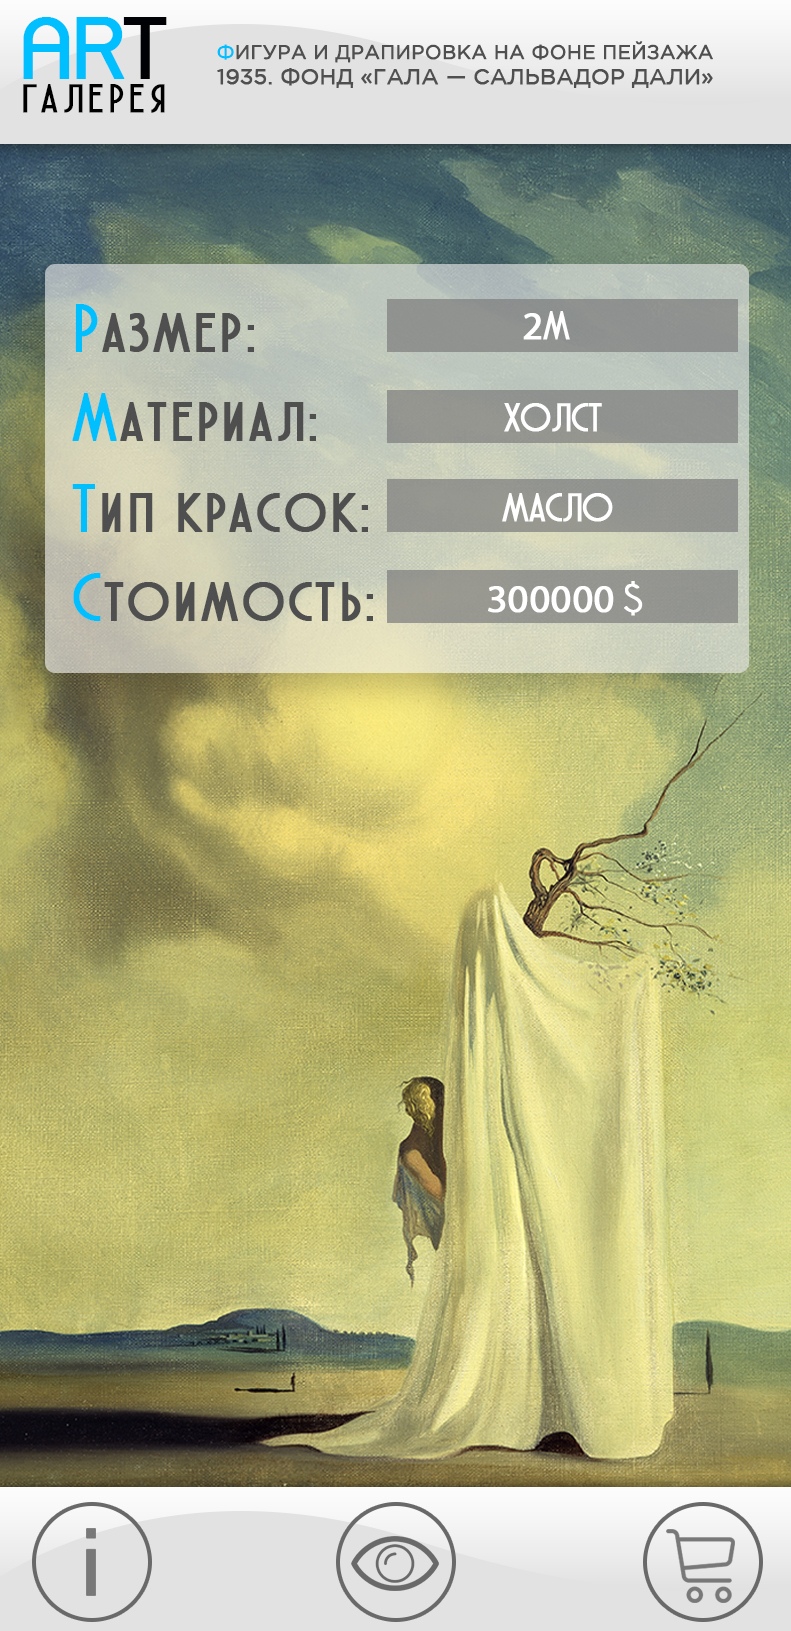 ART
ГАЛЕРЕЯ
ФИГУРА И ДРАПИРОВКА НА ФОНЕ ПЕЙЗАЖА
1935. ФОНД «ГАЛА — САЛЬВАДОР ДАЛИ»
РАЗМЕР: 2М
МАТЕРИАЛ: ХОЛСТ
ТИП КРАСОК: МАСЛО
СТОИМОСТЬ: 300000 $
i